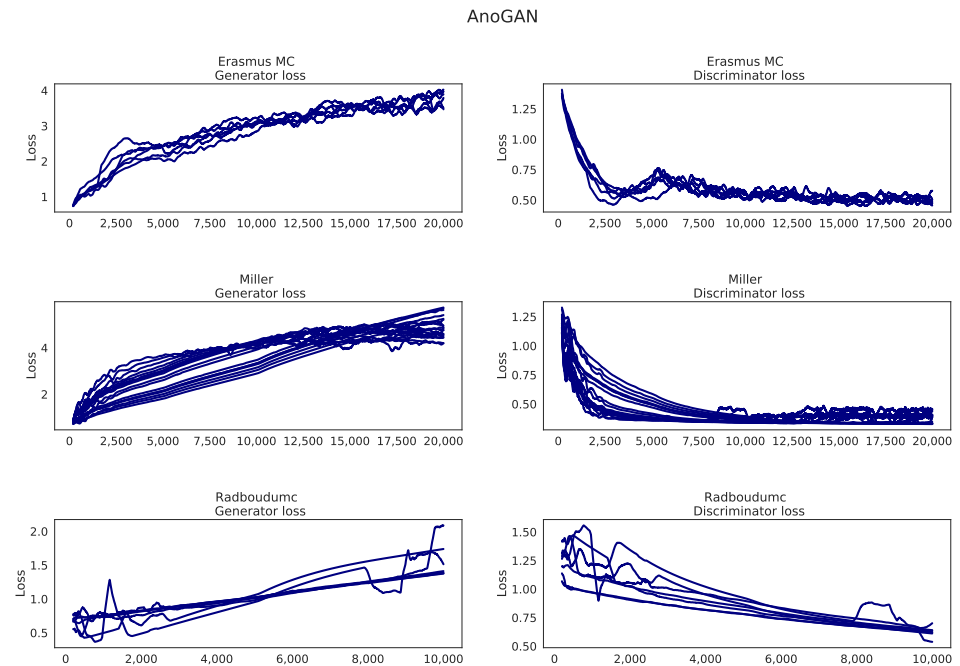 AnoGAN
Erasmus MC
Generator loss
Loss
4
3
2
1
0 2,500 5,000 7,500 10,000 12,500 15,000 17,500 20,000
Erasmus MC
Discriminator loss
Loss
1.25
1.00
0.75
0.50
0 2,500 5,000 7,500 10,000 12,500 15,000 17,500 20,000
Miller
Generator loss
Loss
4
2
0 2,500 5,000 7,500 10,000 12,500 15,000 17,500 20,000
Miller
Discriminator loss
Loss
1.25
1.00
0.75
0.50
0 2,500 5,000 7,500 10,000 12,500 15,000 17,500 20,000
Radboudumc
Generator loss
Loss
2.0
1.5
1.0
0.5
0 2,000 4,000 6,000 8,000 10,000
Radboudumc
Discriminator loss
Loss
1.50
1.25
1.00
0.75
0.50
0 2,000 4,000 6,000 8,000 10,000